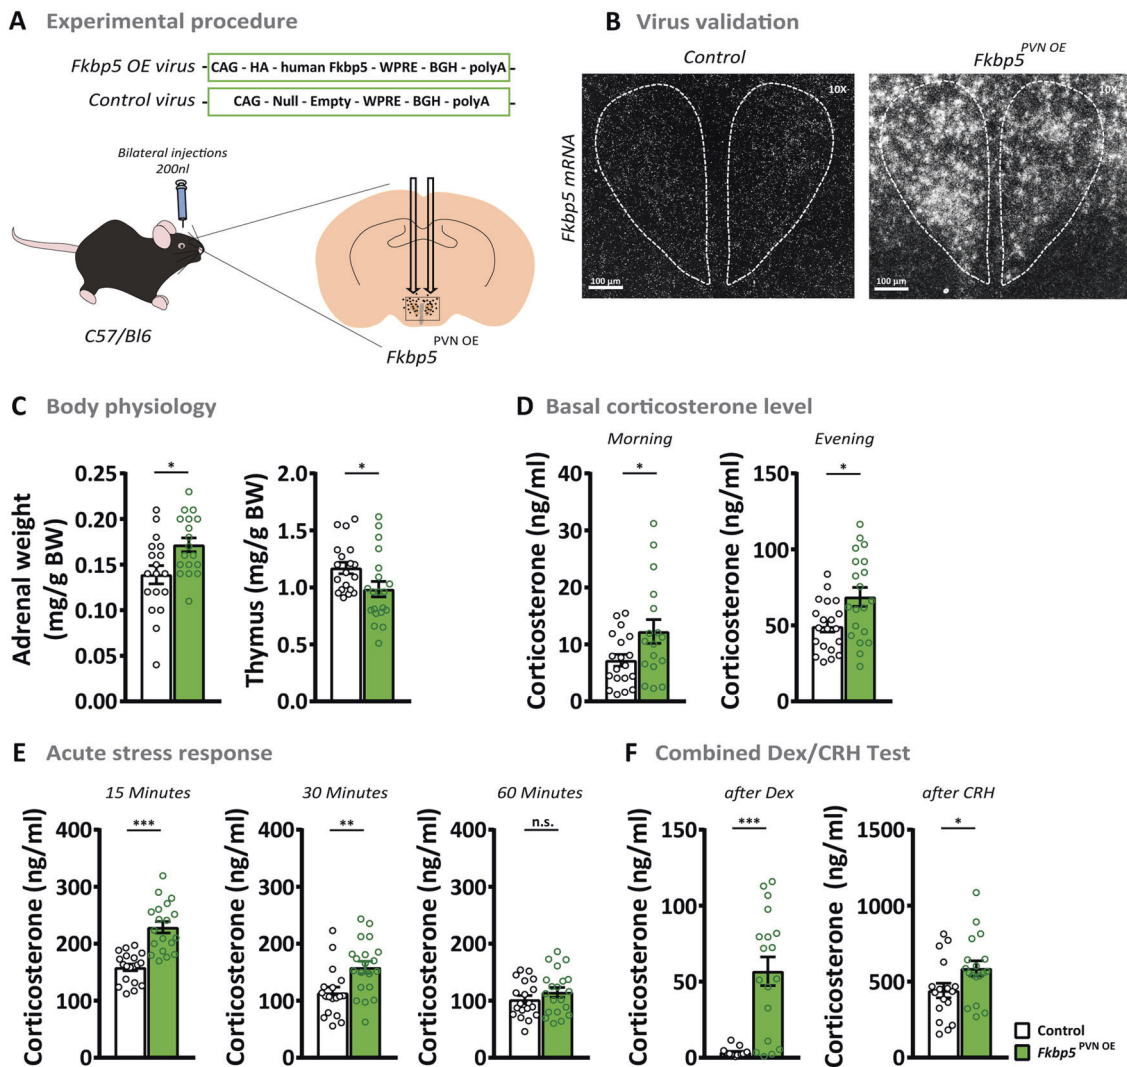 A Experimental procedure
Fkbp5 OE virus
CAG - HA - human Fkbp5 - WPRE - BGH - polyA
Control virus
CAG - Null - Empty - WPRE - BGH - polyA
Bilateral injections
200nl
C57/Bl6
Fkbp5 PVN OE
B Virus validation
Control
Fkbp5 PVN OE
Fkbp5 mRNA
10X
100 µm
10X
100 µm
C Body physiology
Adrenal weight
(mg/g BW)
0.25
0.20
0.15
0.10
0.05
0.00
*
Thymus (mg/g BW)
2.0
1.5
1.0
0.5
0.0
*
D Basal corticosterone level
Morning
Corticosterone (ng/ml)
40
30
20
10
0
*
Evening
Corticosterone (ng/ml)
150
100
50
0
*
E Acute stress response
15 Minutes
Corticosterone (ng/ml)
400
300
200
100
0
***
30 Minutes
Corticosterone (ng/ml)
400
300
200
100
0
**
60 Minutes
Corticosterone (ng/ml)
400
300
200
100
0
n.s.
F Combined Dex/CRH Test
after Dex
Corticosterone (ng/ml)
150
100
50
0
***
after CRH
Corticosterone (ng/ml)
1500
1000
500
0
*
Control
Fkbp5 PVN OE